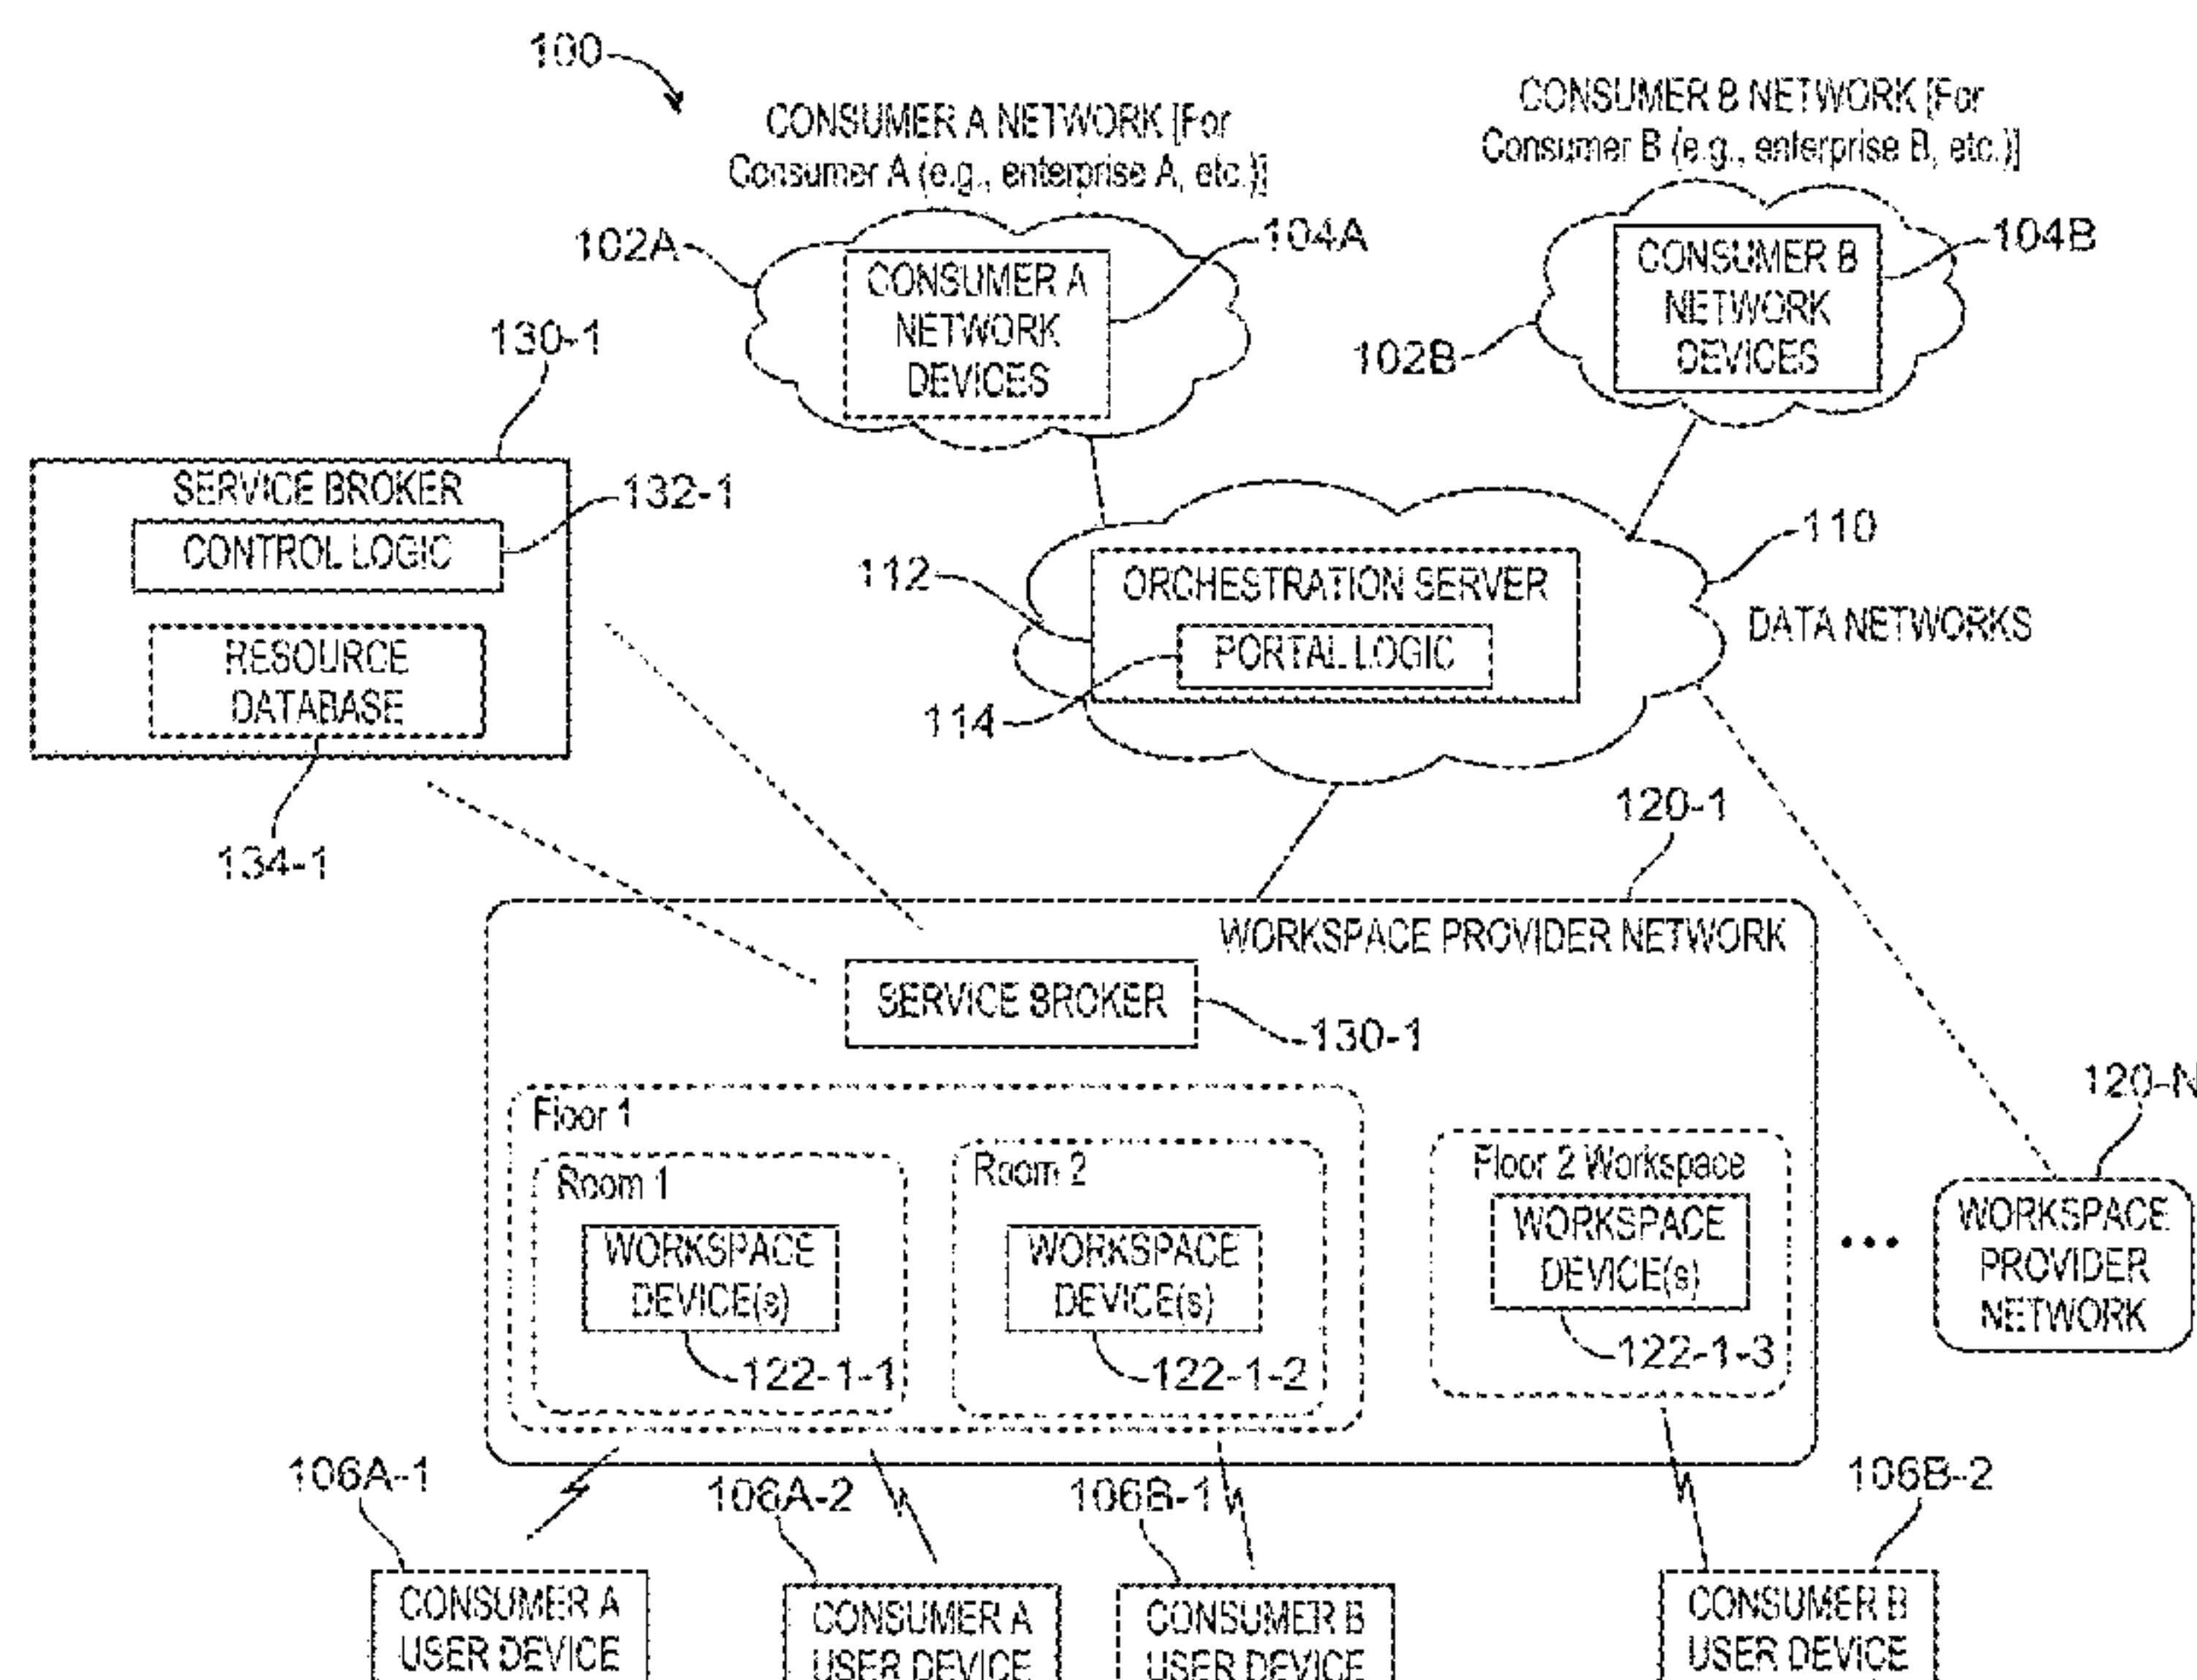 100
CONSUMER A NETWORK [For
Consumer A (e.g., enterprise A, etc.)]
CONSUMER B NETWORK [For
Consumer B (e.g., enterprise B, etc.)]
102A
104A
CONSUMER A
NETWORK
DEVICES
102B
104B
CONSUMER B
NETWORK
DEVICES
130-1
SERVICE BROKER
132-1
CONTROL LOGIC
RESOURCE
DATABASE
134-1
110
112
ORCHESTRATION SERVER
DATA NETWORKS
PORTAL LOGIC
114
120-1
WORKSPACE PROVIDER NETWORK
SERVICE BROKER
130-1
120-N
Floor 1
Room 1
WORKSPACE
DEVICE(s)
122-1-1
Room 2
WORKSPACE
DEVICE(s)
122-1-2
Floor 2 Workspace
WORKSPACE
DEVICE(s)
122-1-3
•••
WORKSPACE
PROVIDER
NETWORK
106A-1
106A-2
106B-1
106B-2
CONSUMER A
USER DEVICE
CONSUMER A
USER DEVICE
CONSUMER B
USER DEVICE
CONSUMER B
USER DEVICE